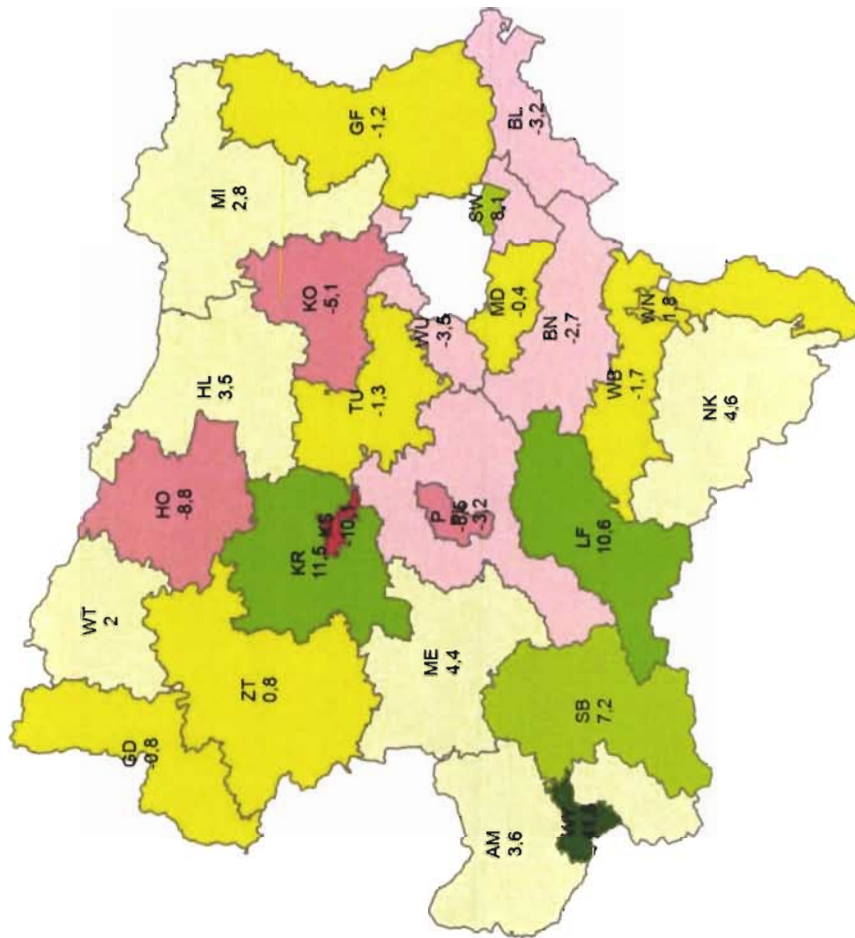 GF
-1,2
MI
2,8
BL
-3,2
SW
8,1
KO
-5,1
MD
-0,4
WU
-3,5
BN
-2,7
WN
1,8
HL
3,5
TU
-1,3
WB
-1,7
NK
4,6
HO
-8,8
P
-3,2
KS
KR
11,5
LF
10,6
WT
2
ME
4,4
ZT
0,8
SB
7,2
GD
-0,8
AM
3,6